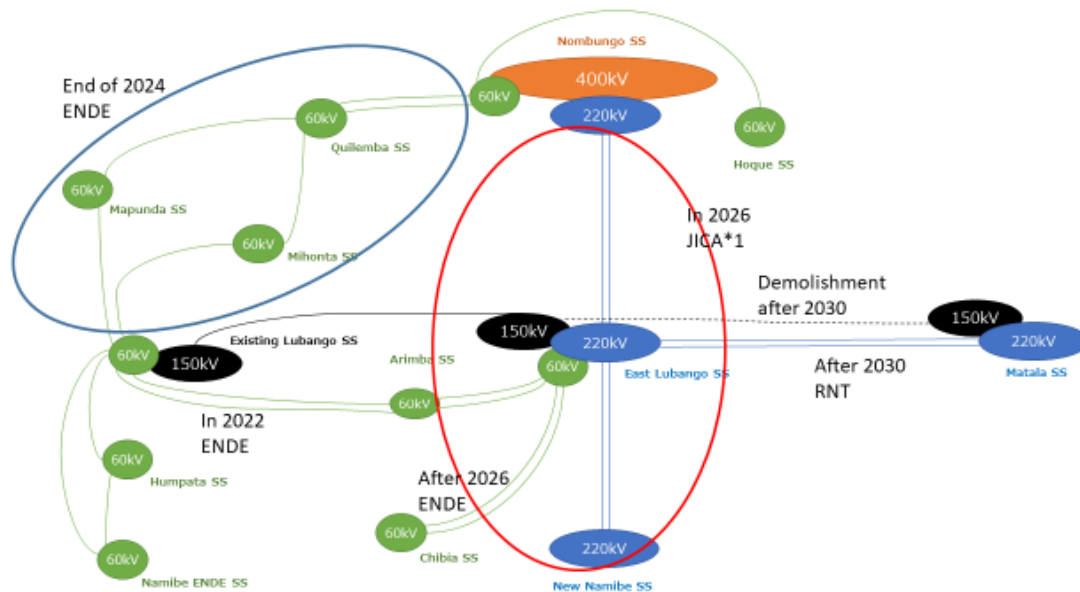 Nombungo SS
400kV
60kV
220kV
End of 2024
ENDE
60kV
Quilemba SS
60kV
Hoque SS
60kV
Mapunda SS
60kV
Mihonta SS
In 2026
JICA*1
Demolishment
after 2030
150kV
220kV
Matala SS
After 2030
RNT
150kV
220kV
60kV
East Lubango SS
Existing Lubango SS
60kV
150kV
Arimba SS
60kV
In 2022
ENDE
60kV
Humpata SS
After 2026
ENDE
60kV
Chibia SS
60kV
Namibe ENDE SS
220kV
New Namibe SS